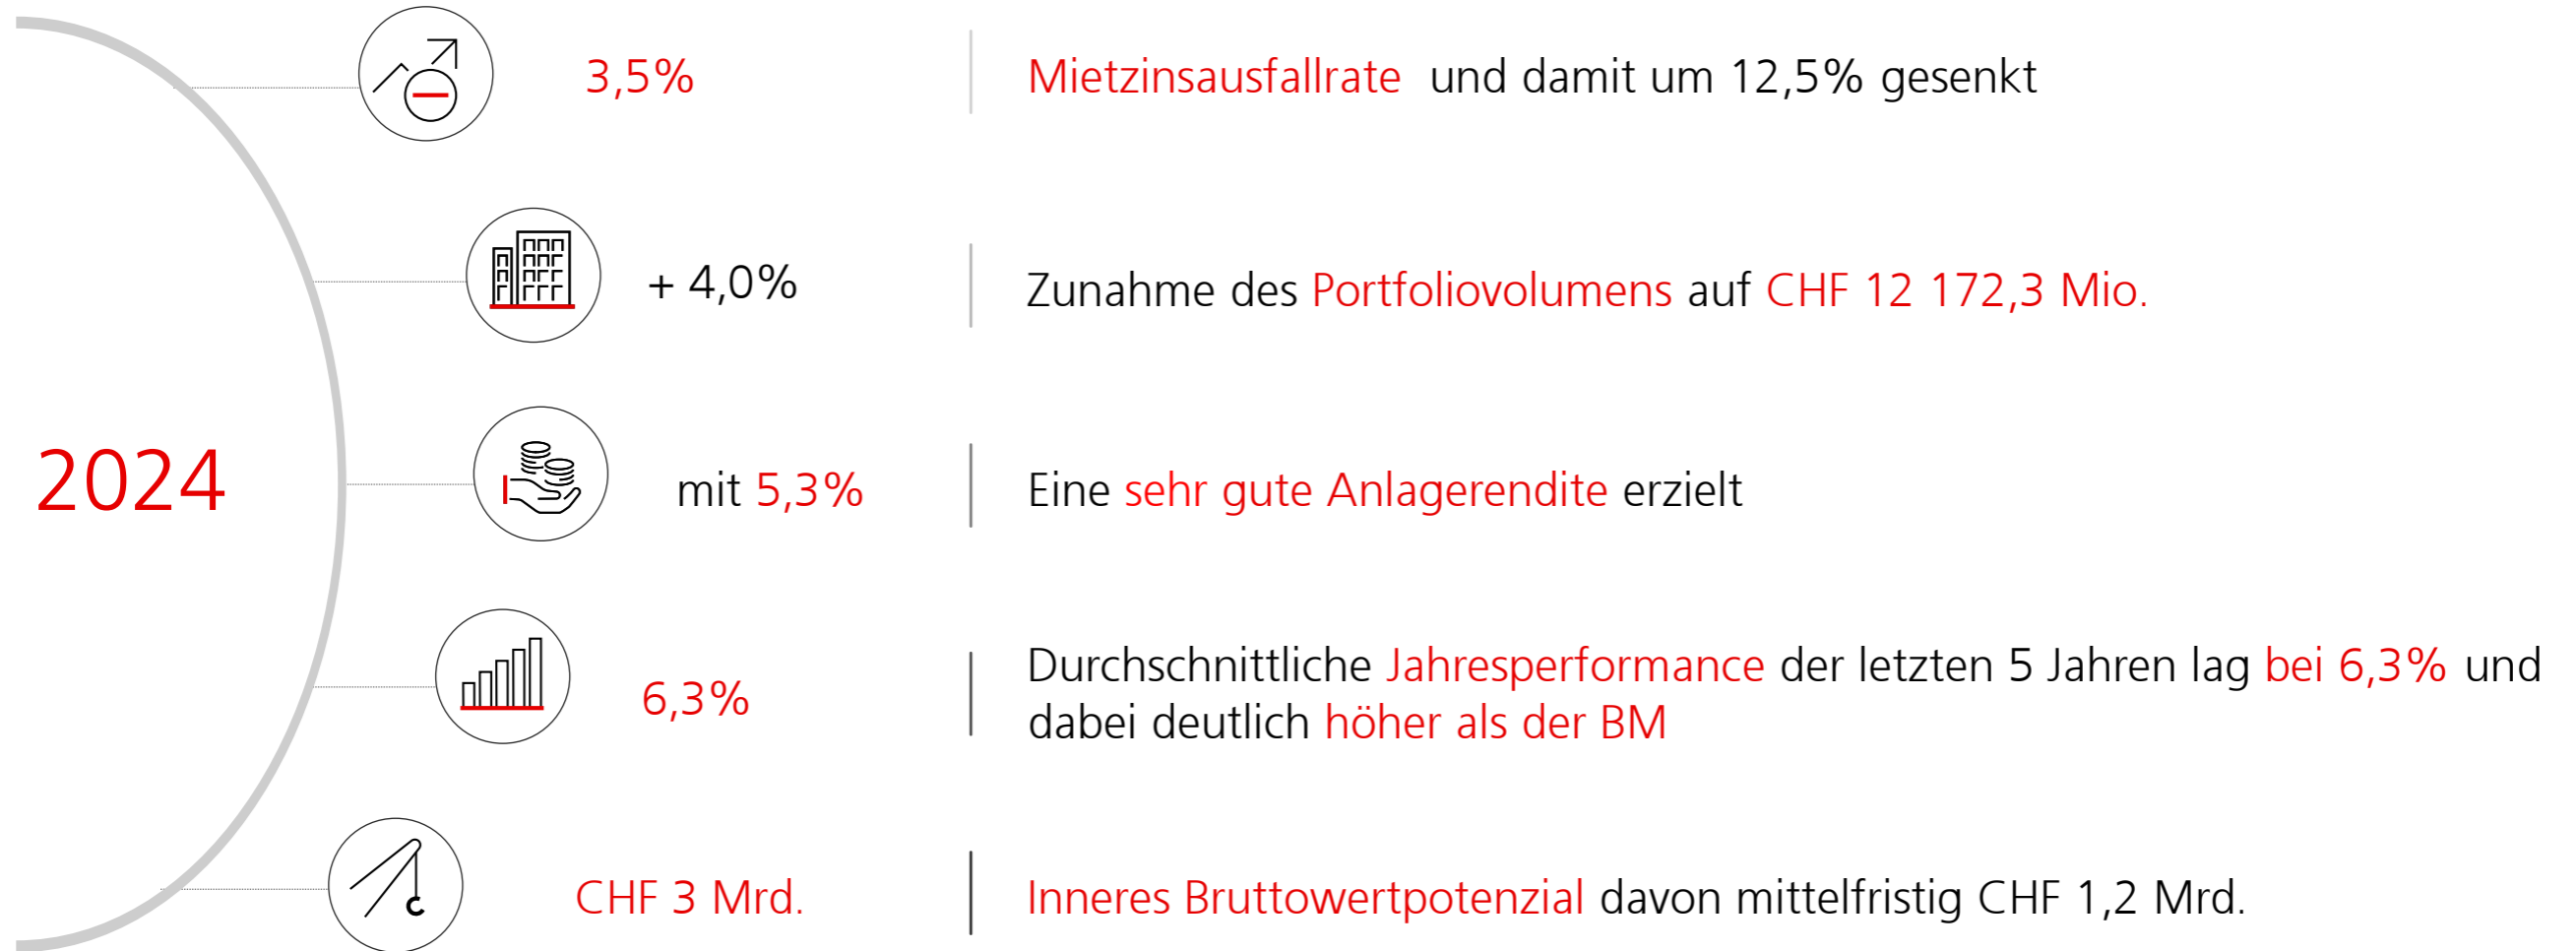 2024
3,5%
Mietzinsausfallrate und damit um 12,5% gesenkt
+ 4,0%
Zunahme des Portfoliovolumens auf CHF 12 172,3 Mio.
mit 5,3%
Eine sehr gute Anlagerendite erzielt
6,3%
Durchschnittliche Jahresperformance der letzten 5 Jahren lag bei 6,3% und
dabei deutlich höher als der BM
CHF 3 Mrd.
Inneres Bruttowertpotenzial davon mittelfristig CHF 1,2 Mrd.